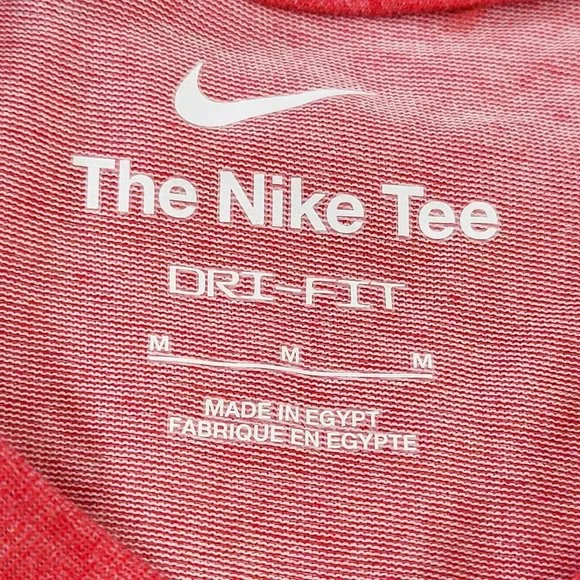 The Nike Tee
DRI-FIT
M M M
MADE IN EGYPT
FABRIQUE EN EGYPTE